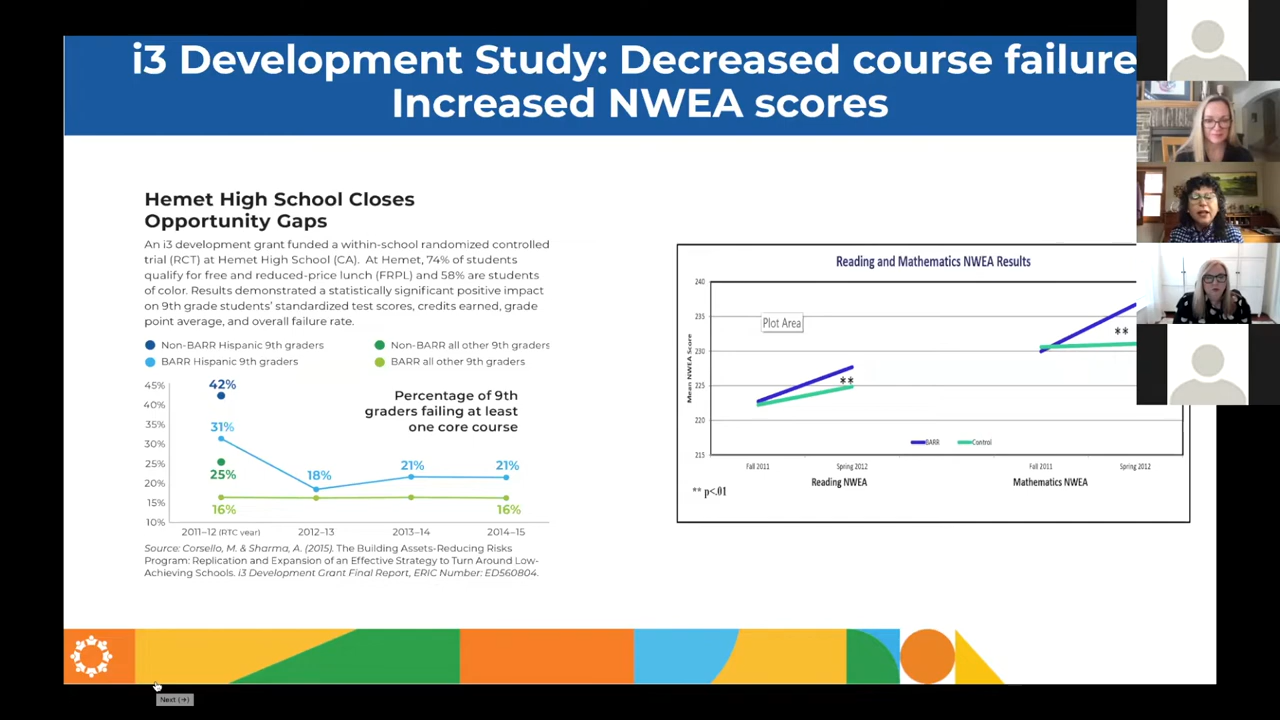 i3 Development Study: Decreased course failure
Increased NWEA scores
Hemet High School Closes
Opportunity Gaps
An i3 development grant funded a within-school randomized controlled
trial (RCT) at Hemet High School (CA). At Hemet, 74% of students
qualify for free and reduced-price lunch (FRPL) and 58% are students
of color. Results demonstrated a statistically significant positive impact
on 9th grade students' standardized test scores, credits earned, grade
point average, and overall failure rate.
Non-BARR Hispanic 9th graders
Non-BARR all other 9th graders
BARR Hispanic 9th graders
BARR all other 9th graders
Percentage of 9th
graders failing at least
one core course
45%
40%
35%
30%
25%
20%
15%
10%
42%
31%
25%
16%
18%
21%
21%
16%
2011–12 (RTC year)
2012–13
2013–14
2014–15
Source: Corsello, M. & Sharma, A. (2015). The Building Assets-Reducing Risks
Program: Replication and Expansion of an Effective Strategy to Turn Around Low-
Achieving Schools. i3 Development Grant Final Report, ERIC Number: ED560804.
Reading and Mathematics NWEA Results
Mean NWEA Score
240
235
230
225
220
215
Plot Area
**
**
BARR
Control
Fall 2011
Spring 2012
Fall 2011
Spring 2012
Reading NWEA
Mathematics NWEA
** p<.01
Next (→)